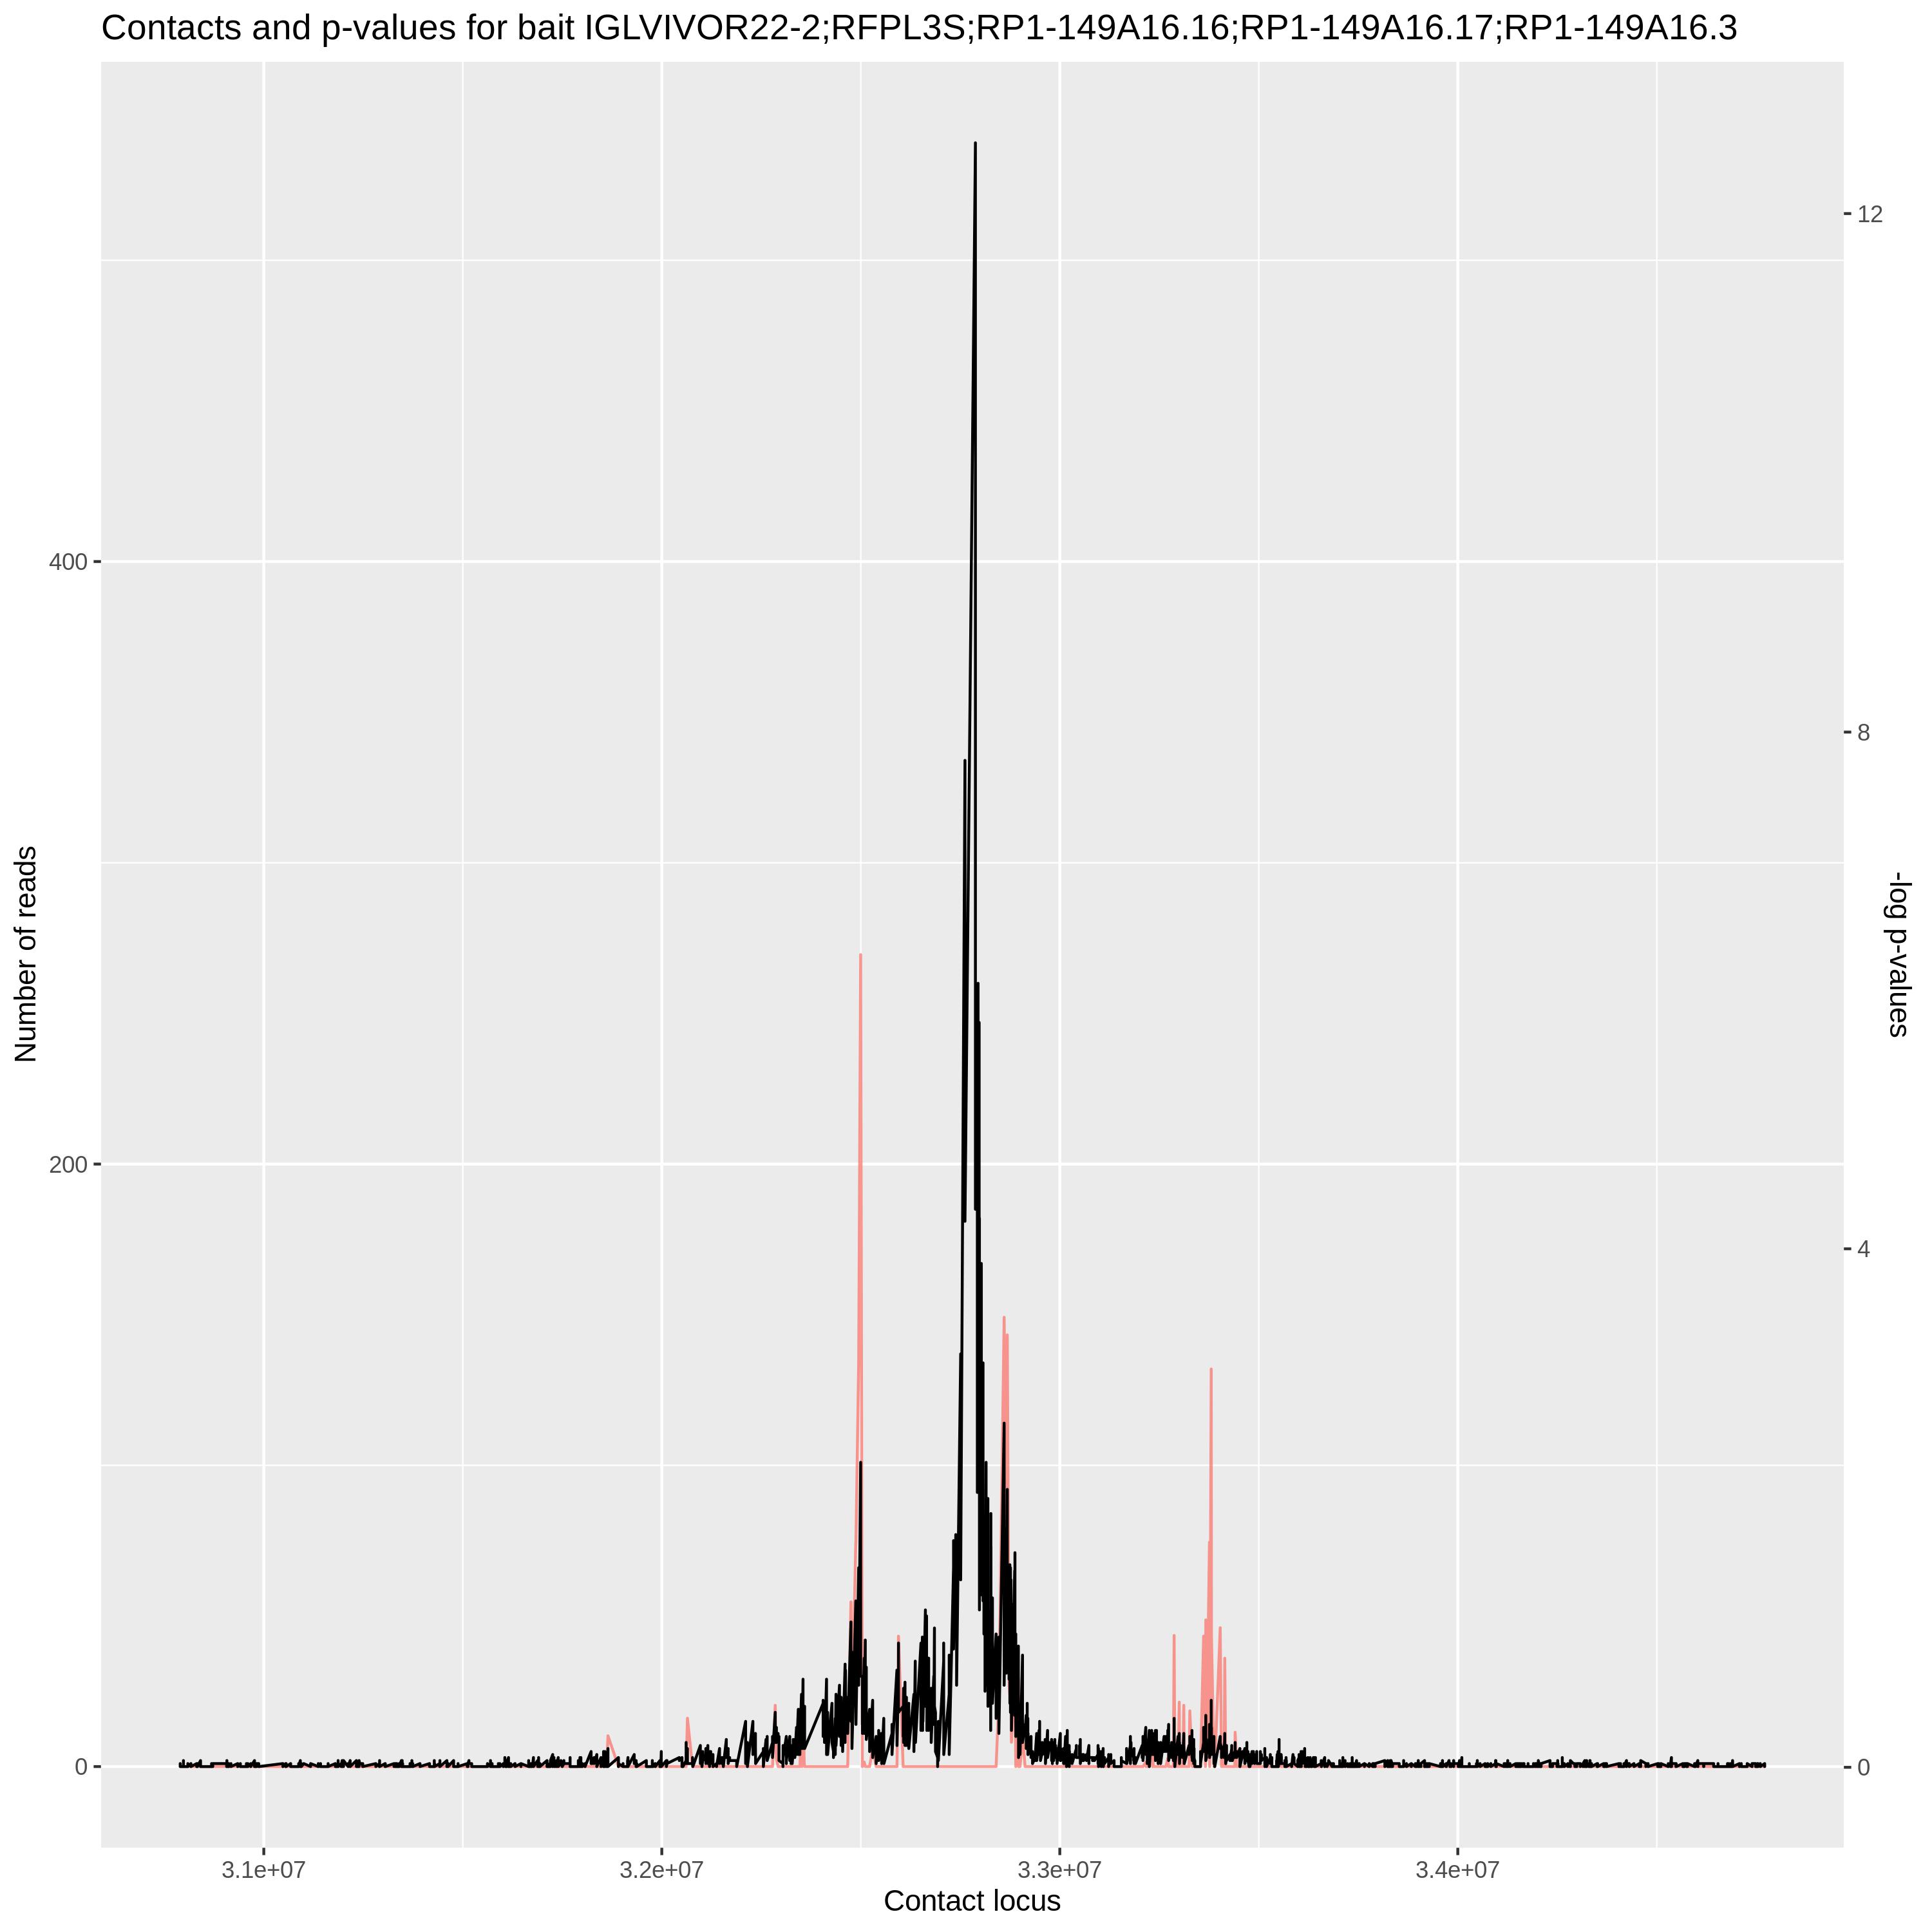 Contacts and p-values for bait IGLVIVOR22-2;RFPL3S;RP1-149A16.16;RP1-149A16.17;RP1-149A16.3
12
400
8
Number of reads
-log p-values
200
4
0
0
3.1e+07
3.2e+07
3.3e+07
3.4e+07
Contact locus